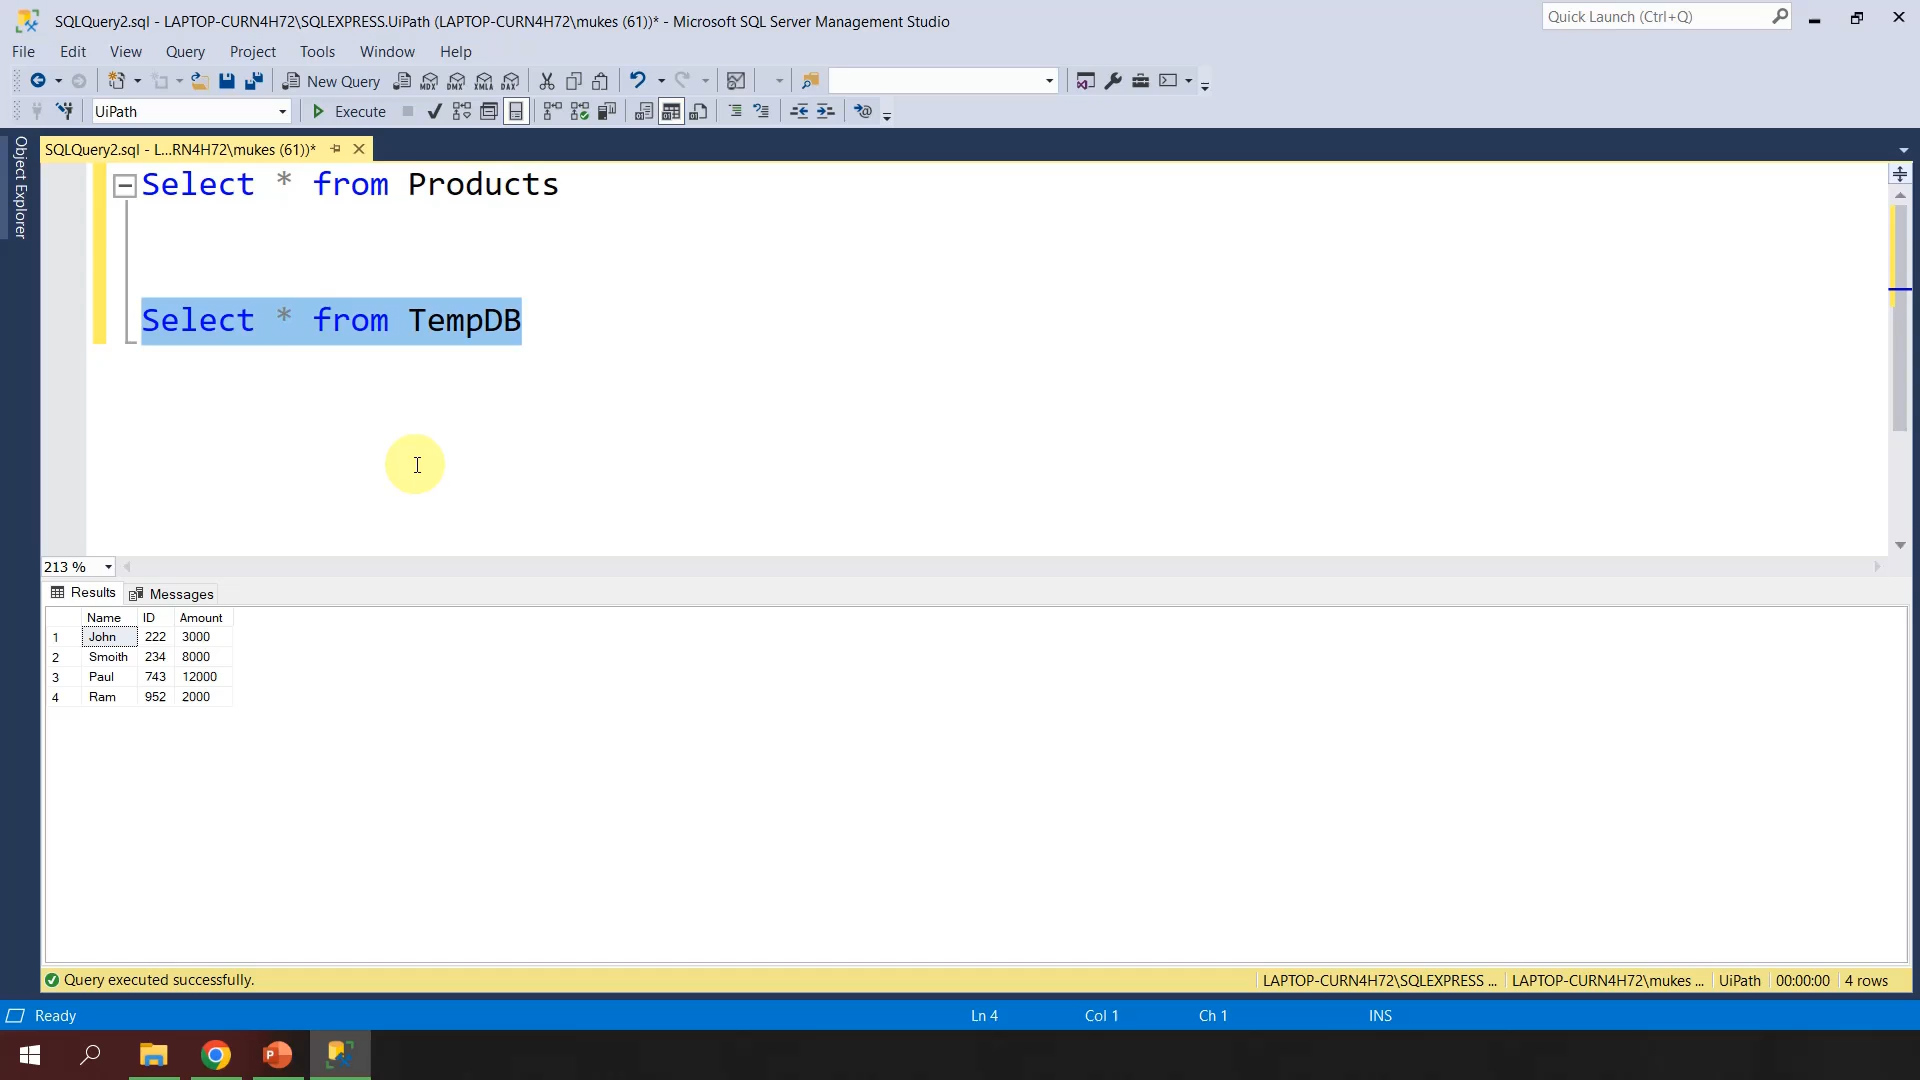 SQLQuery2.sql - LAPTOP-CURN4H72\SQLEXPRESS.UiPath (LAPTOP-CURN4H72\mukes (61))* - Microsoft SQL Server Management Studio
Quick Launch (Ctrl+Q)
File Edit View Query Project Tools Window Help
New Query MDX DMX XMLA DAX
UiPath Execute
Object Explorer
SQLQuery2.sql - L...RN4H72\mukes (61))*
Select * from Products
Select * from TempDB
213 %
Results Messages
Name ID Amount
1 John 222 3000
2 Smoith 234 8000
3 Paul 743 12000
4 Ram 952 2000
Query executed successfully.
LAPTOP-CURN4H72\SQLEXPRESS ... LAPTOP-CURN4H72\mukes ... UiPath 00:00:00 4 rows
Ready Ln 4 Col 1 Ch 1 INS